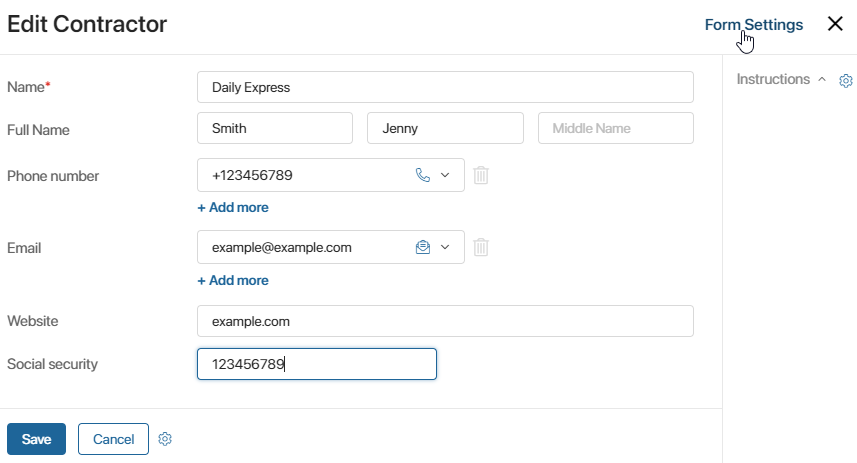 Edit Contractor
Form Settings
Instructions
Name* Daily Express
Full Name Smith Jenny Middle Name
Phone number +123456789
+ Add more
Email example@example.com
+ Add more
Website example.com
Social security 123456789
Save Cancel